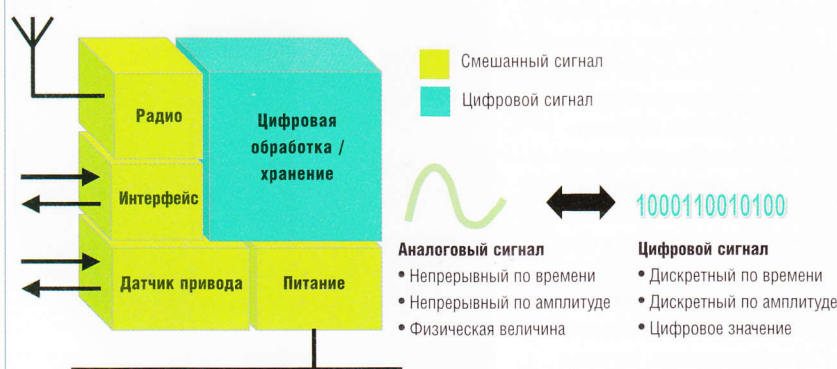 Радио
Цифровая
обработка /
хранение
Интерфейс
Датчик привода
Питание
Смешанный сигнал
Цифровой сигнал
1000110010100
Аналоговый сигнал
• Непрерывный по времени
• Непрерывный по амплитуде
• Физическая величина
Цифровой сигнал
• Дискретный по времени
• Дискретный по амплитуде
• Цифровое значение